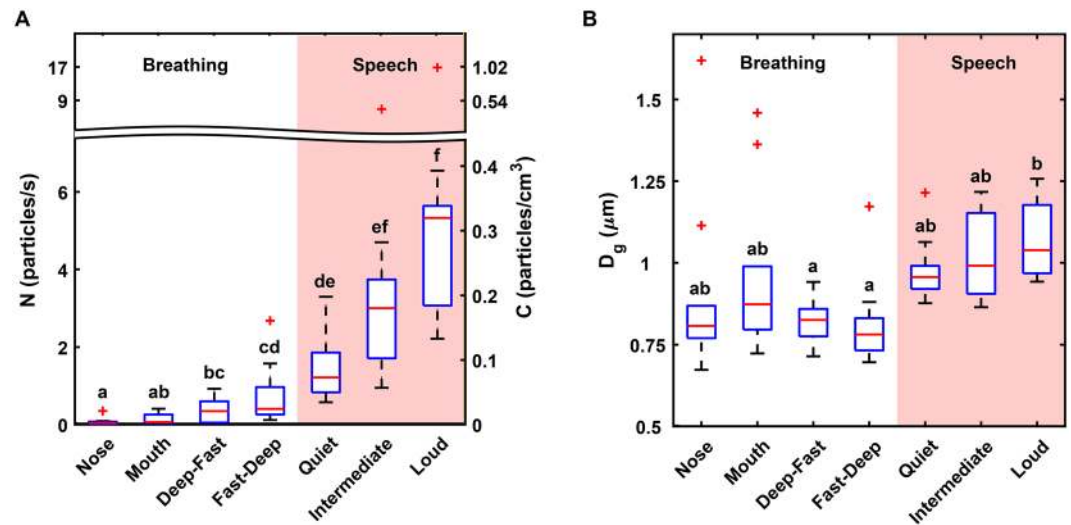 A
Breathing
Speech
17
9
6
4
2
0
N (particles/s)
1.02
0.54
0.4
0.3
0.2
0.1
0
C (particles/cm³)
a
ab
bc
cd
de
ef
f
Nose
Mouth
Deep-Fast
Fast-Deep
Quiet
Intermediate
Loud
B
Breathing
Speech
1.5
1.25
1
0.75
0.5
D_g (μm)
ab
ab
a
a
ab
ab
b
Nose
Mouth
Deep-Fast
Fast-Deep
Quiet
Intermediate
Loud